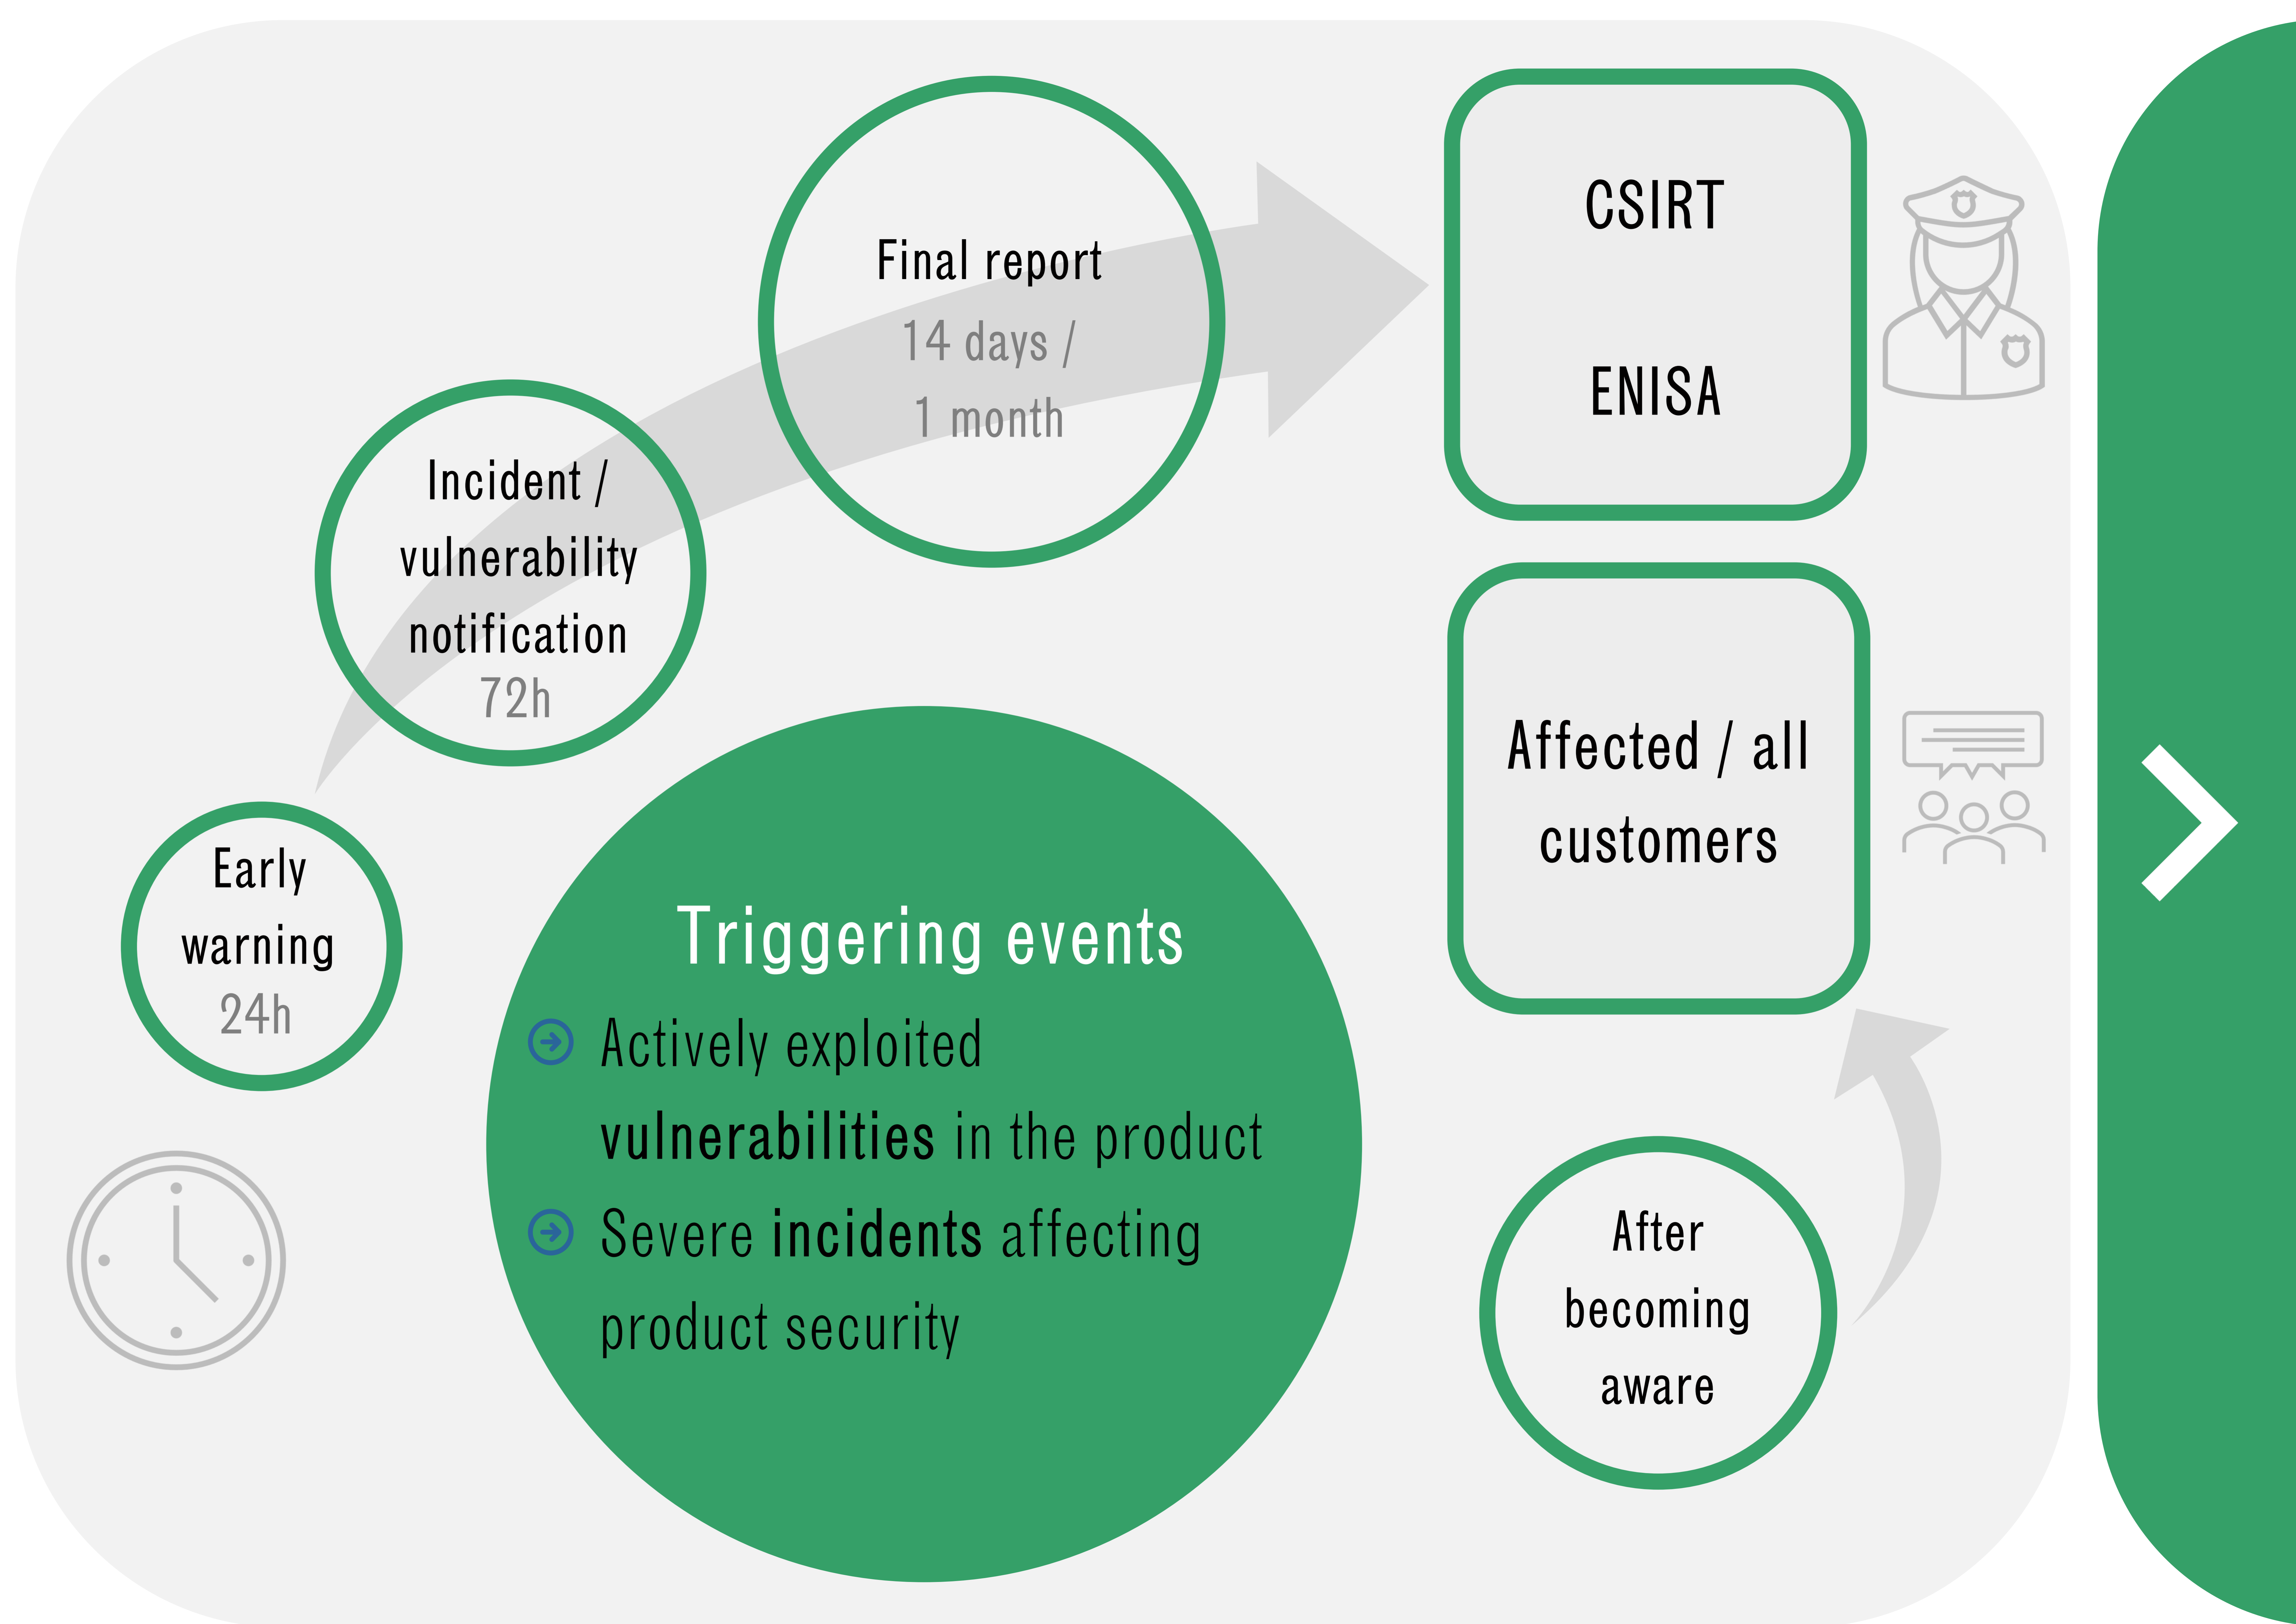 Final report
14 days /
1 month
Incident /
vulnerability
notification
72h
Early
warning
24h
Triggering events
Actively exploited
vulnerabilities in the product
Severe incidents affecting
product security
CSIRT
ENISA
Affected / all
customers
After
becoming
aware